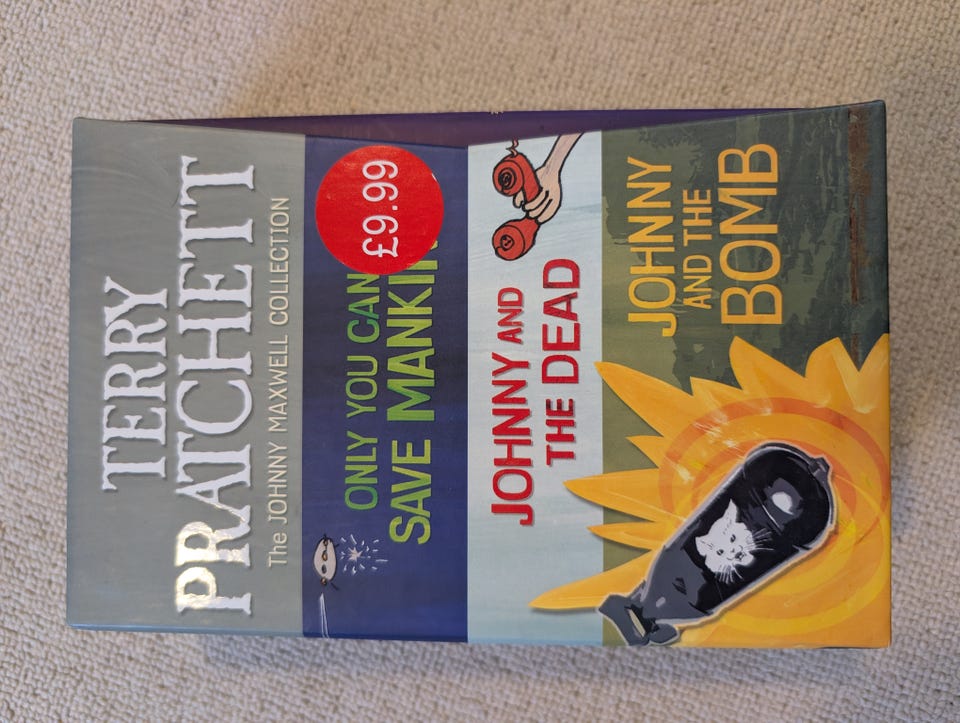 TERRY
PRATCHETT
The JOHNNY MAXWELL COLLECTION
£9.99
ONLY YOU CAN
SAVE
JOHNNY AND
THE DEAD
JOHNNY
AND THE
BOMB